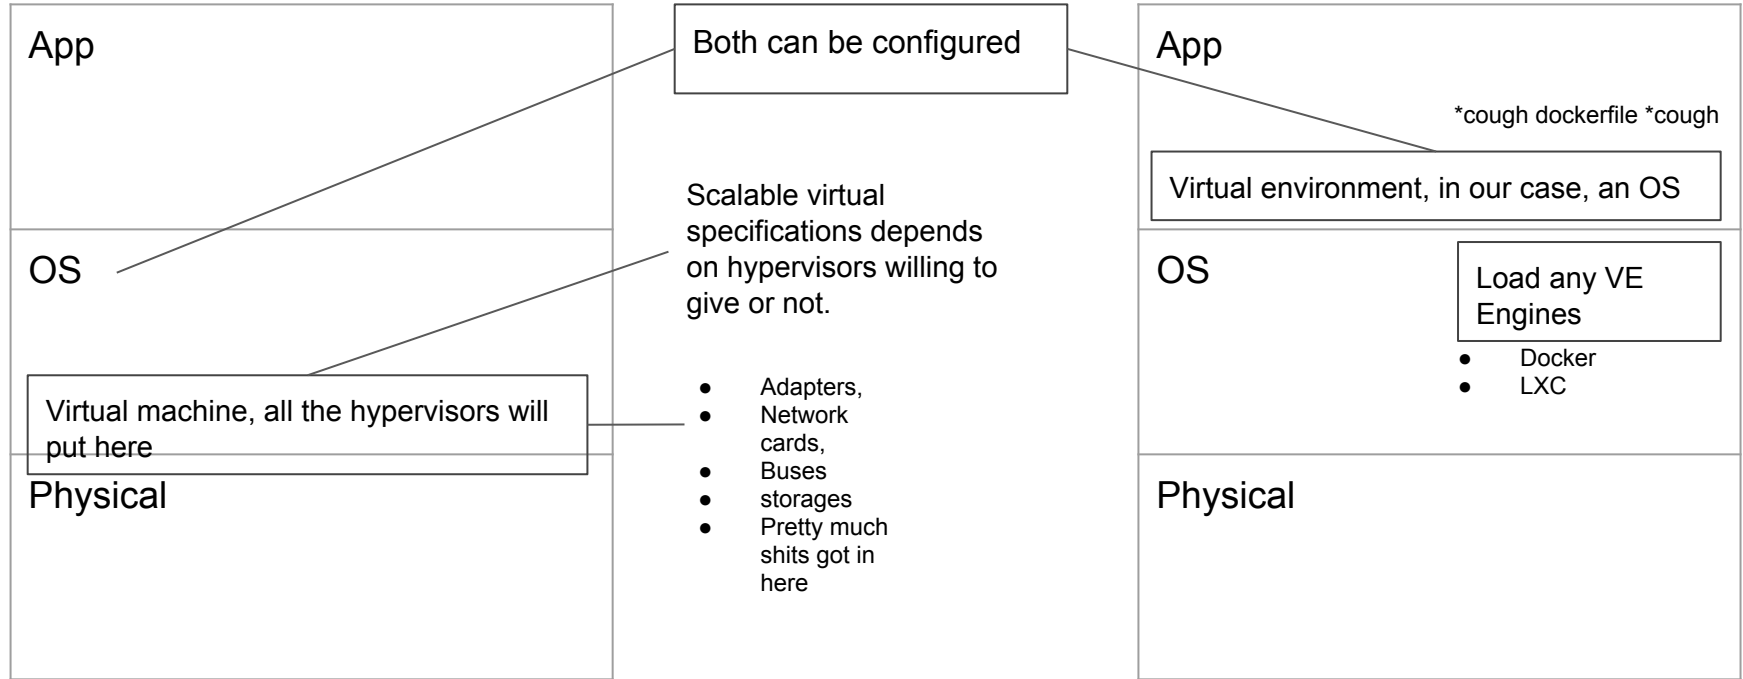 App
OS
Virtual machine, all the hypervisors will
put here
Physical
Both can be configured
Scalable virtual
specifications depends
on hypervisors willing to
give or not.
● Adapters,
● Network
cards,
● Buses
● storages
● Pretty much
shits got in
here
App
*cough dockerfile *cough
Virtual environment, in our case, an OS
OS
Load any VE
Engines
● Docker
● LXC
Physical